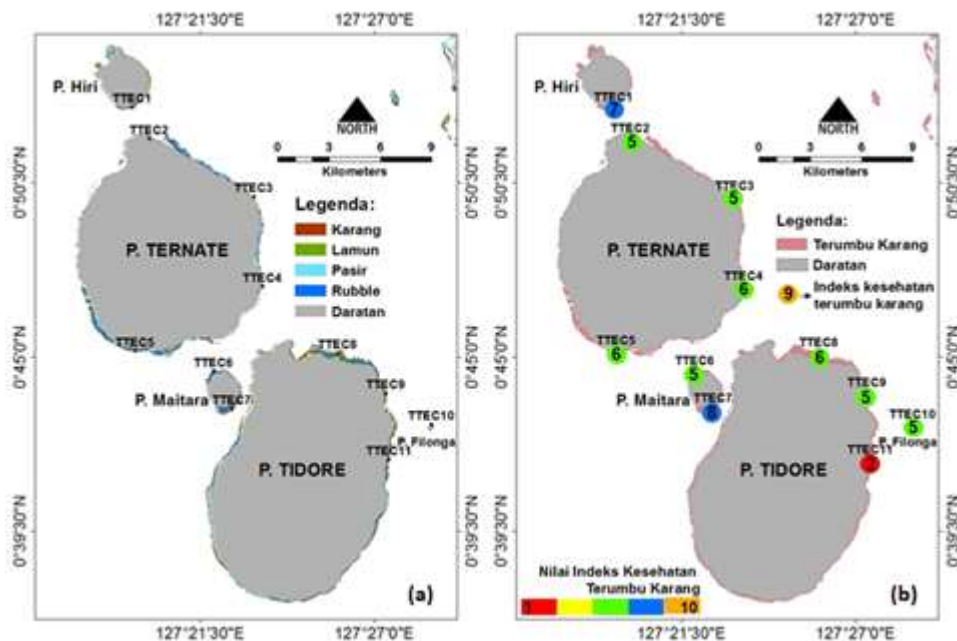 127°21'30"E 127°27'0"E
P. Hiri
TTEC1
TTEC2
NORTH
0 3 6 9
Kilometers
TTEC3
Legenda:
Karang
Lamun
Pasir
Rubble
Daratan
P. TERNATE
TTEC4
TTEC5
TTEC6
TTEC8
P. Maitara
TTEC7
TTEC9
TTEC10
P. Filonga
TTEC11
P. TIDORE
(a)
0°50'30"N
0°45'0"N
0°39'30"N
127°21'30"E 127°27'0"E
127°21'30"E 127°27'0"E
P. Hiri
TTEC1
7
TTEC2
5
NORTH
0 3 6 9
Kilometers
TTEC3
5
Legenda:
Terumbu Karang
Daratan
9 Indeks kesehatan
terumbu karang
P. TERNATE
TTEC4
6
TTEC5
6
TTEC6
5
TTEC8
6
P. Maitara
TTEC7
8
TTEC9
5
TTEC10
5
P. Filonga
TTEC11
P. TIDORE
Nilai Indeks Kesehatan
Terumbu Karang
1 10
(b)
0°50'30"N
0°45'0"N
0°39'30"N
127°21'30"E 127°27'0"E